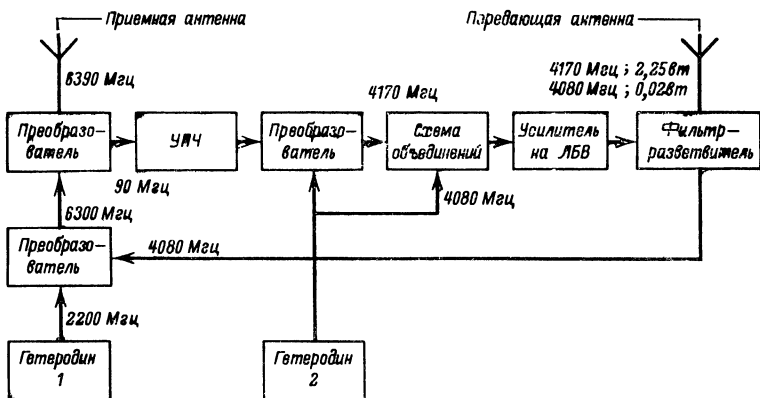 Приемная антенна
Передающая антенна
6390 Мгц
4170 Мгц ; 2,25вт
4080 Мгц ; 0,02вт
4170 Мгц
Преобразо-
ватель
УПЧ
Преобразо-
ватель
Схема
объединений
Усилитель
на ЛБВ
Фильтр-
разветвитель
90 Мгц
6300 Мгц
4080 Мгц
Преобразо-
ватель
4080 Мгц
2200 Мгц
Гетеродин
1
Гетеродин
2